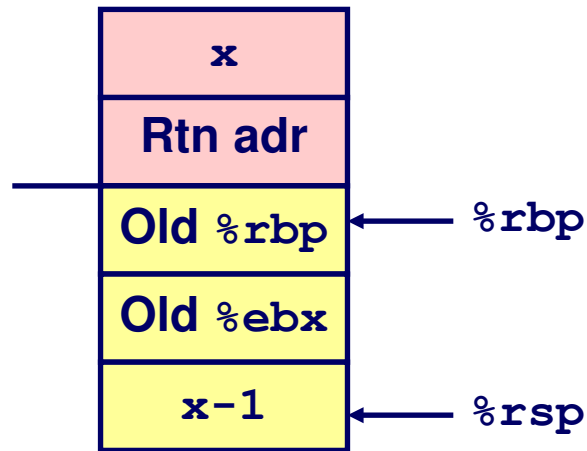 x
Rtn adr
Old %rbp
%rbp
Old %ebx
x-1
%rsp